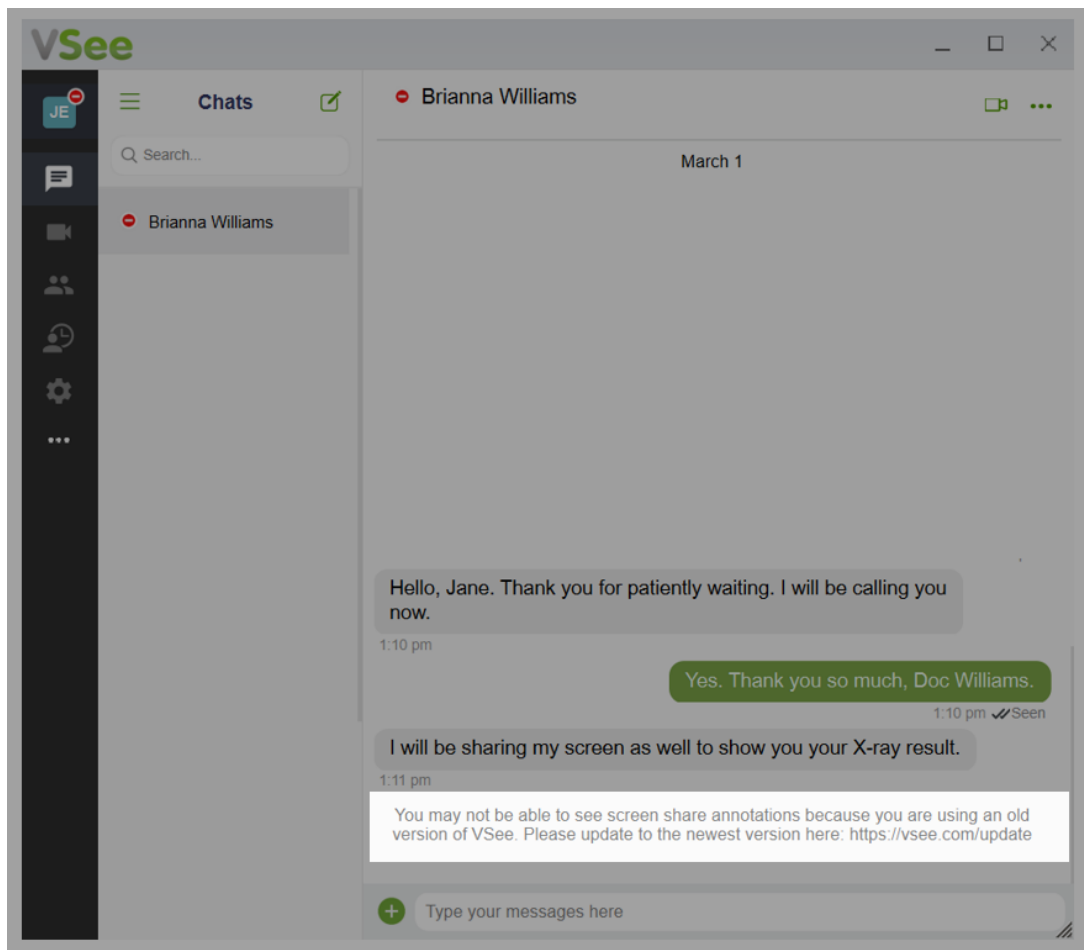 VSee
JE
Chats
Brianna Williams
Search...
March 1
Brianna Williams
Hello, Jane. Thank you for patiently waiting. I will be calling you
now.
1:10 pm
Yes. Thank you so much, Doc Williams.
1:10 pm Seen
I will be sharing my screen as well to show you your X-ray result.
1:11 pm
You may not be able to see screen share annotations because you are using an old
version of VSee. Please update to the newest version here: https://vsee.com/update
Type your messages here